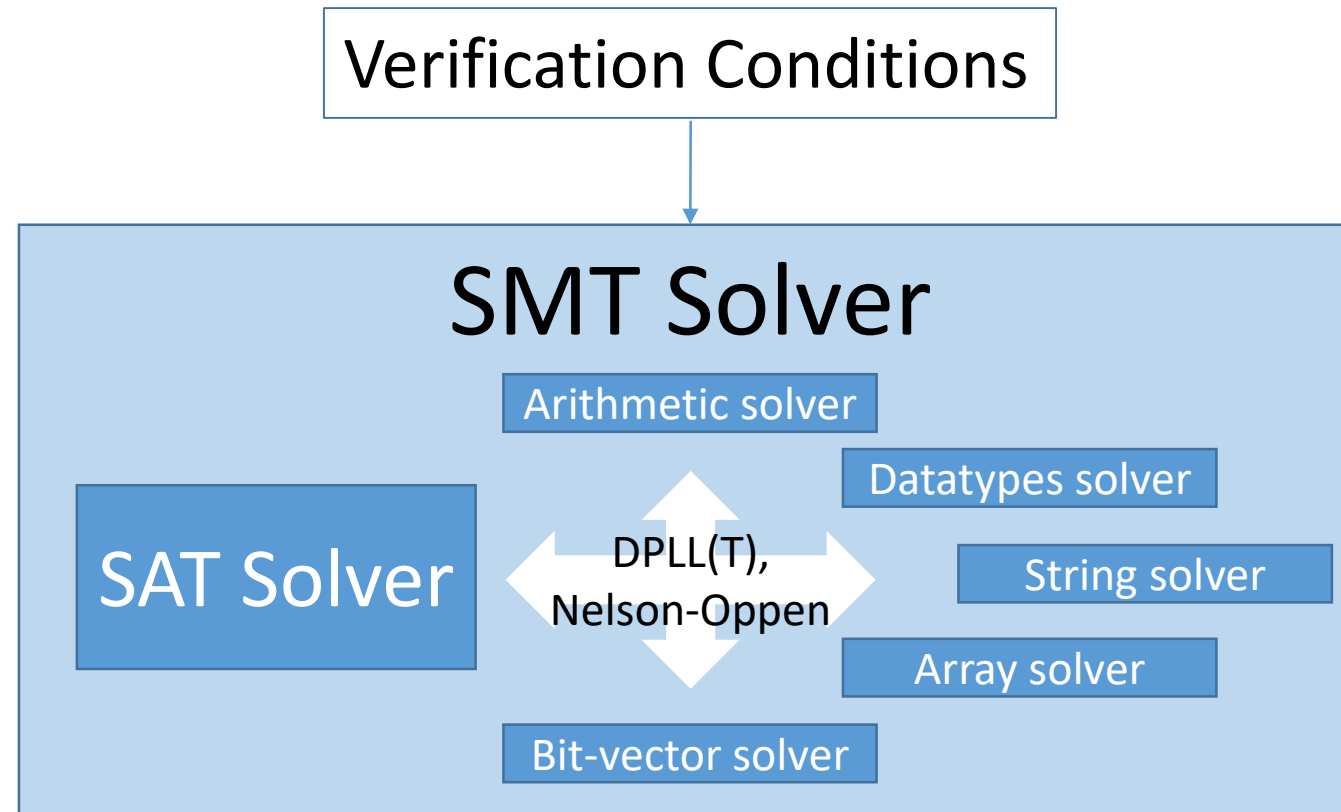 Verification Conditions
SMT Solver
Arithmetic solver
Datatypes solver
SAT Solver
DPLL(T),
Nelson-Oppen
String solver
Array solver
Bit-vector solver